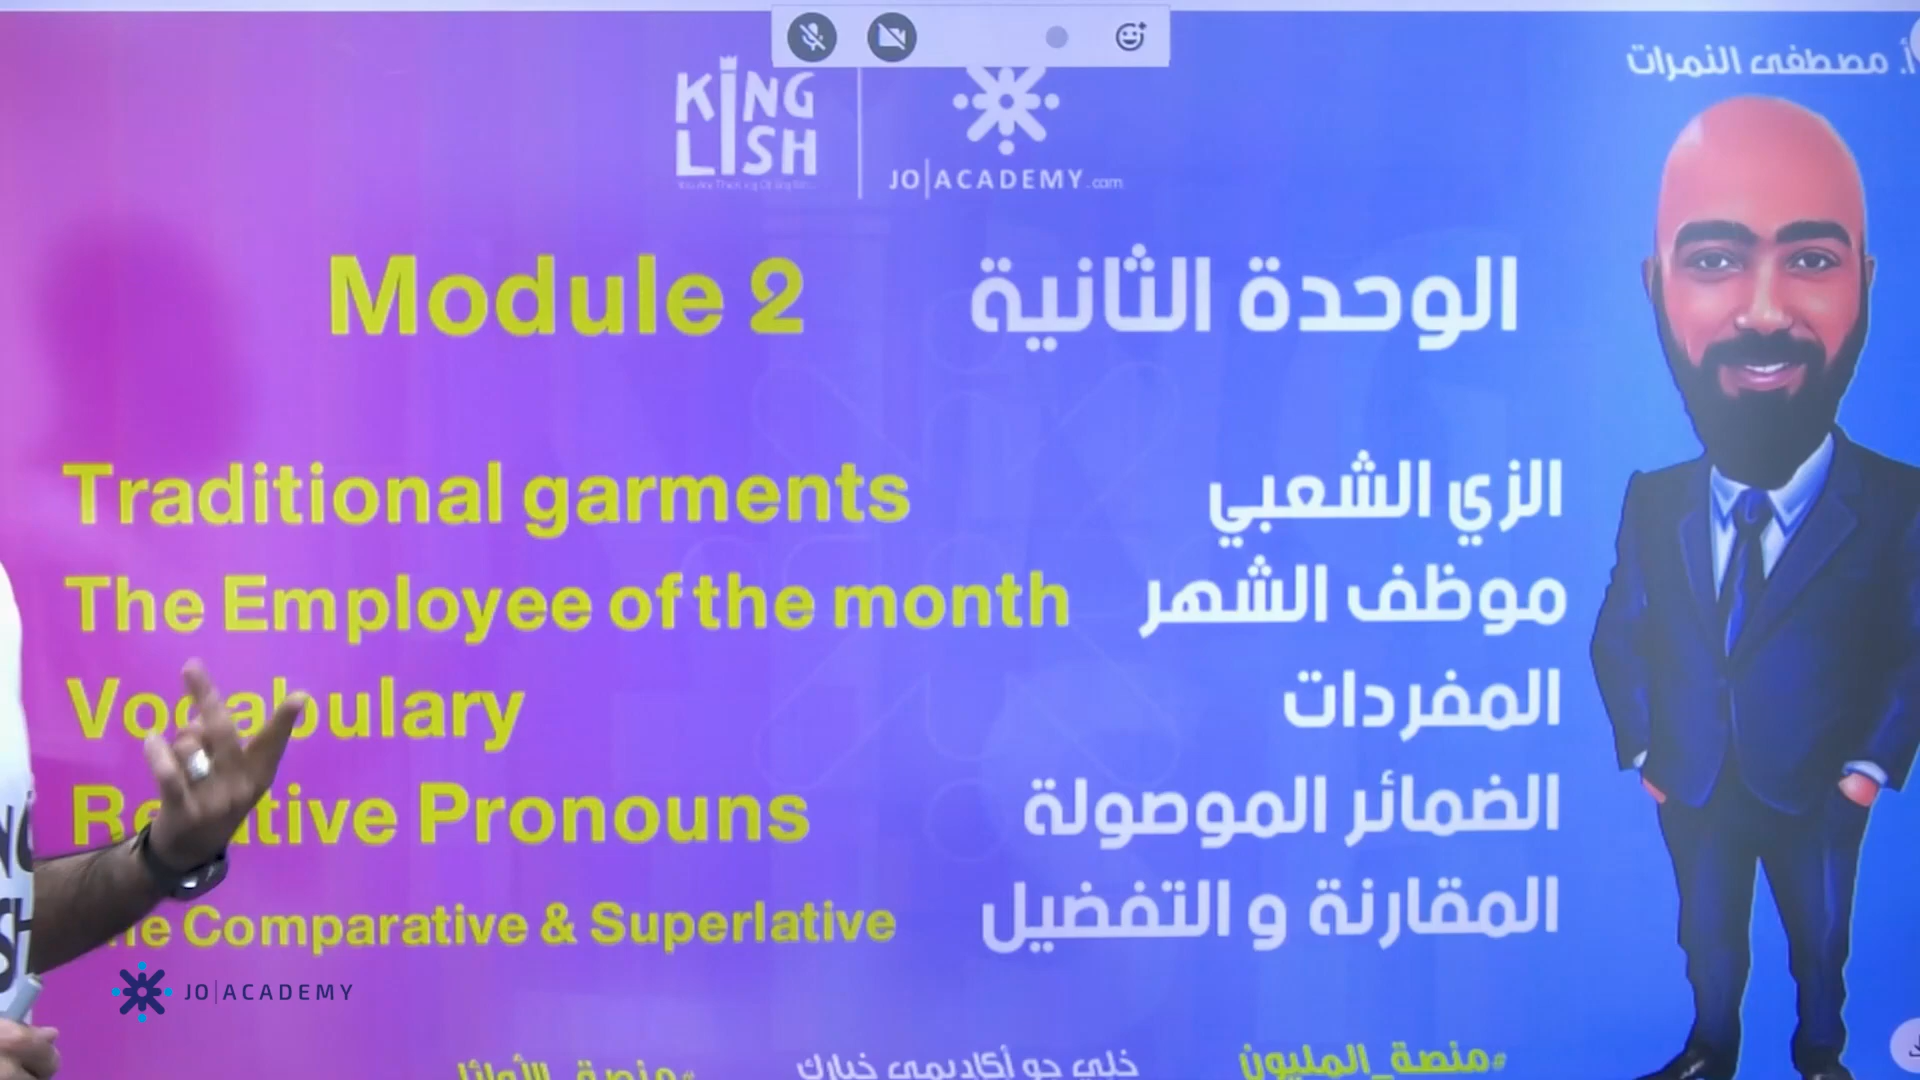 أ. مصطفى النمرات
KING
LISH
JO|ACADEMY.com
Module 2 الوحدة الثانية
Traditional garments الزي الشعبي
The Employee of the month موظف الشهر
Vocabulary المفردات
Relative Pronouns الضمائر الموصولة
The Comparative & Superlative المقارنة و التفضيل
JO|ACADEMY
#منصة_المليون خلي جو أكاديمي خيارك #منصة_الأوائل